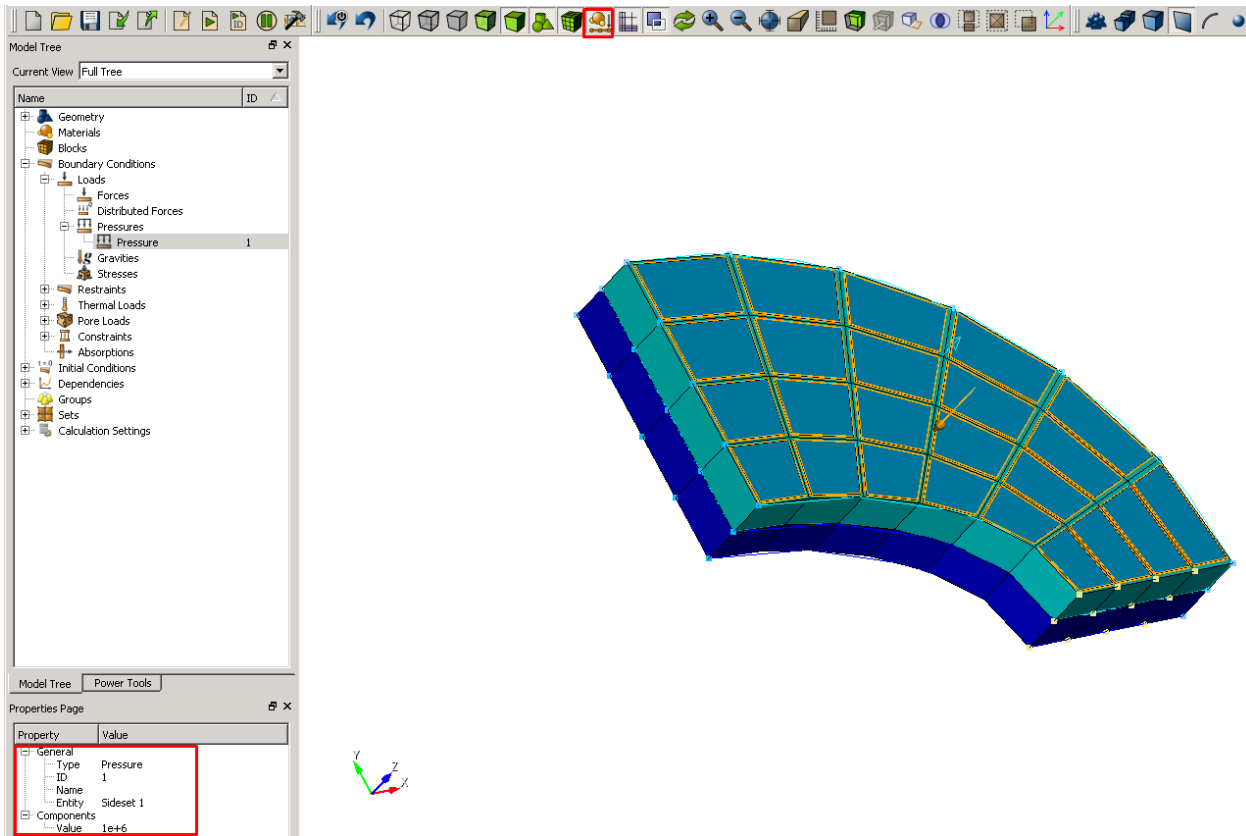 Model Tree
Current View Full Tree
Name ID
Geometry
Materials
Blocks
Boundary Conditions
Loads
Forces
Distributed Forces
Pressures
Pressure 1
g Gravities
Stresses
Restraints
Thermal Loads
Pore Loads
Constraints
Absorptions
t=0 Initial Conditions
Dependencies
Groups
Sets
Calculation Settings
Model Tree Power Tools
Properties Page
Property Value
General
Type Pressure
ID 1
Name
Entity Sideset 1
Components
Value 1e+6
Y
Z
X